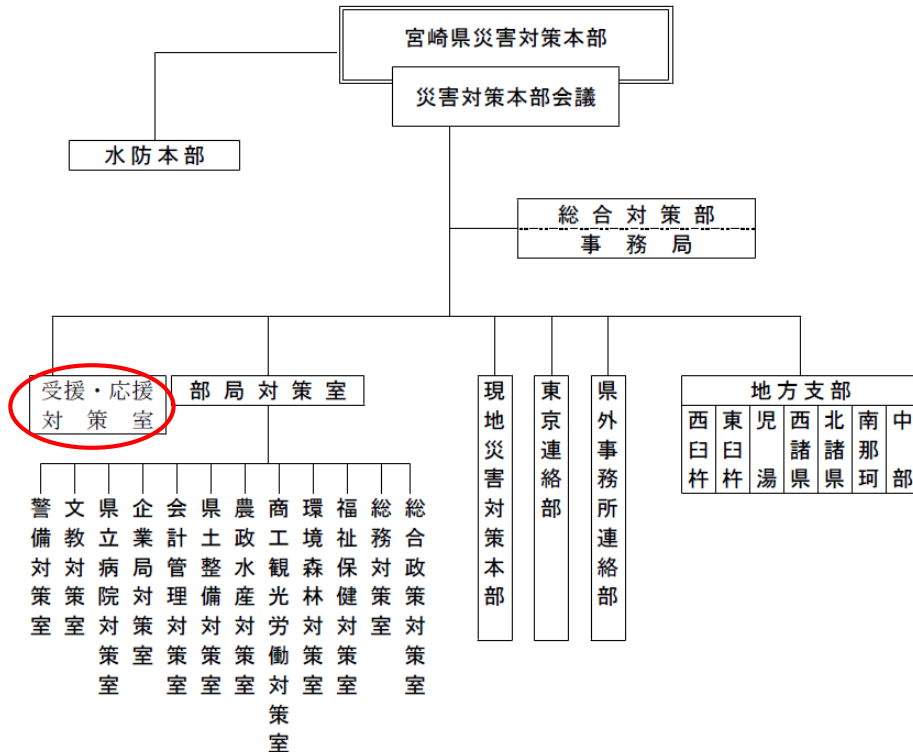 宮崎県災害対策本部
災害対策本部会議
水防本部
総合対策部
事務局
受援・応援
対策室
部局対策室
現地災害対策本部
東京連絡部
県外事務所連絡部
地方支部
西臼杵
東臼杵
児湯
西諸県
北諸県
南那珂
中部
警備対策室
文教対策室
県立病院対策室
企業局対策室
会計管理対策室
県土整備対策室
農政水産対策室
商工観光労働対策室
環境森林対策室
福祉保健対策室
総務対策室
総合政策対策室